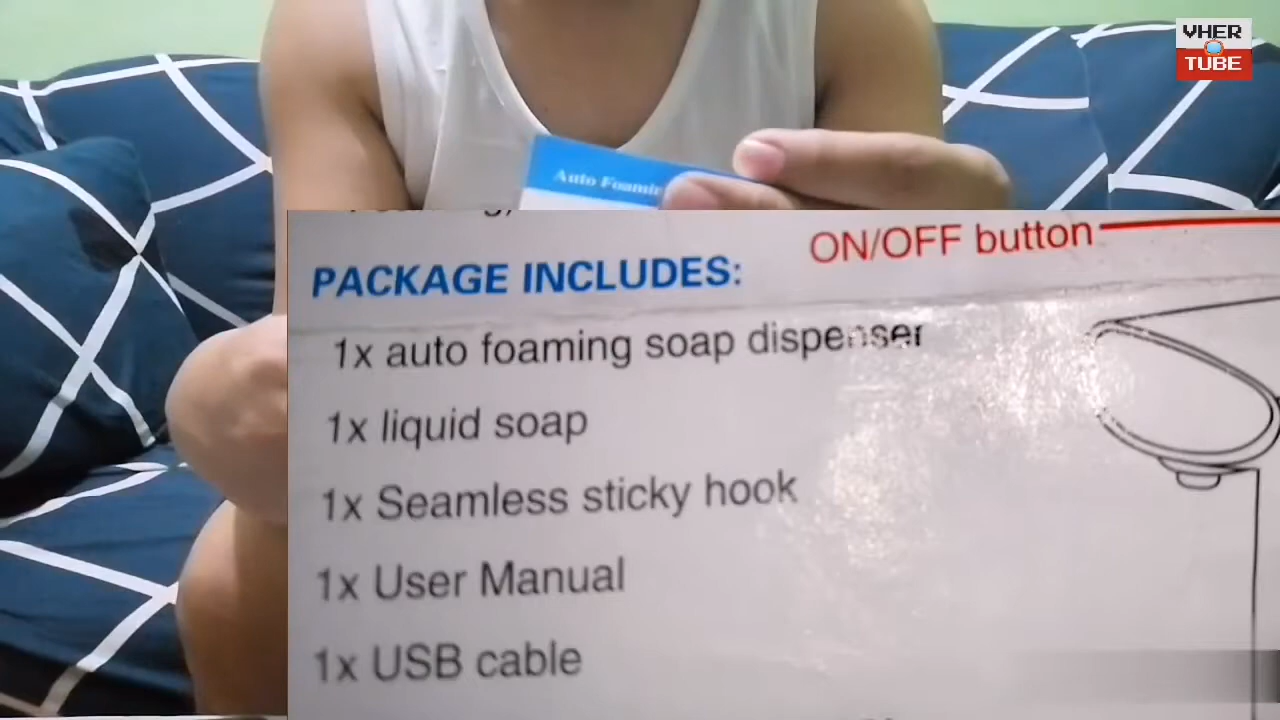 VHER
TUBE
Auto Foamin
ON/OFF button
PACKAGE INCLUDES:
1x auto foaming soap dispenser
1x liquid soap
1x Seamless sticky hook
1x User Manual
1x USB cable